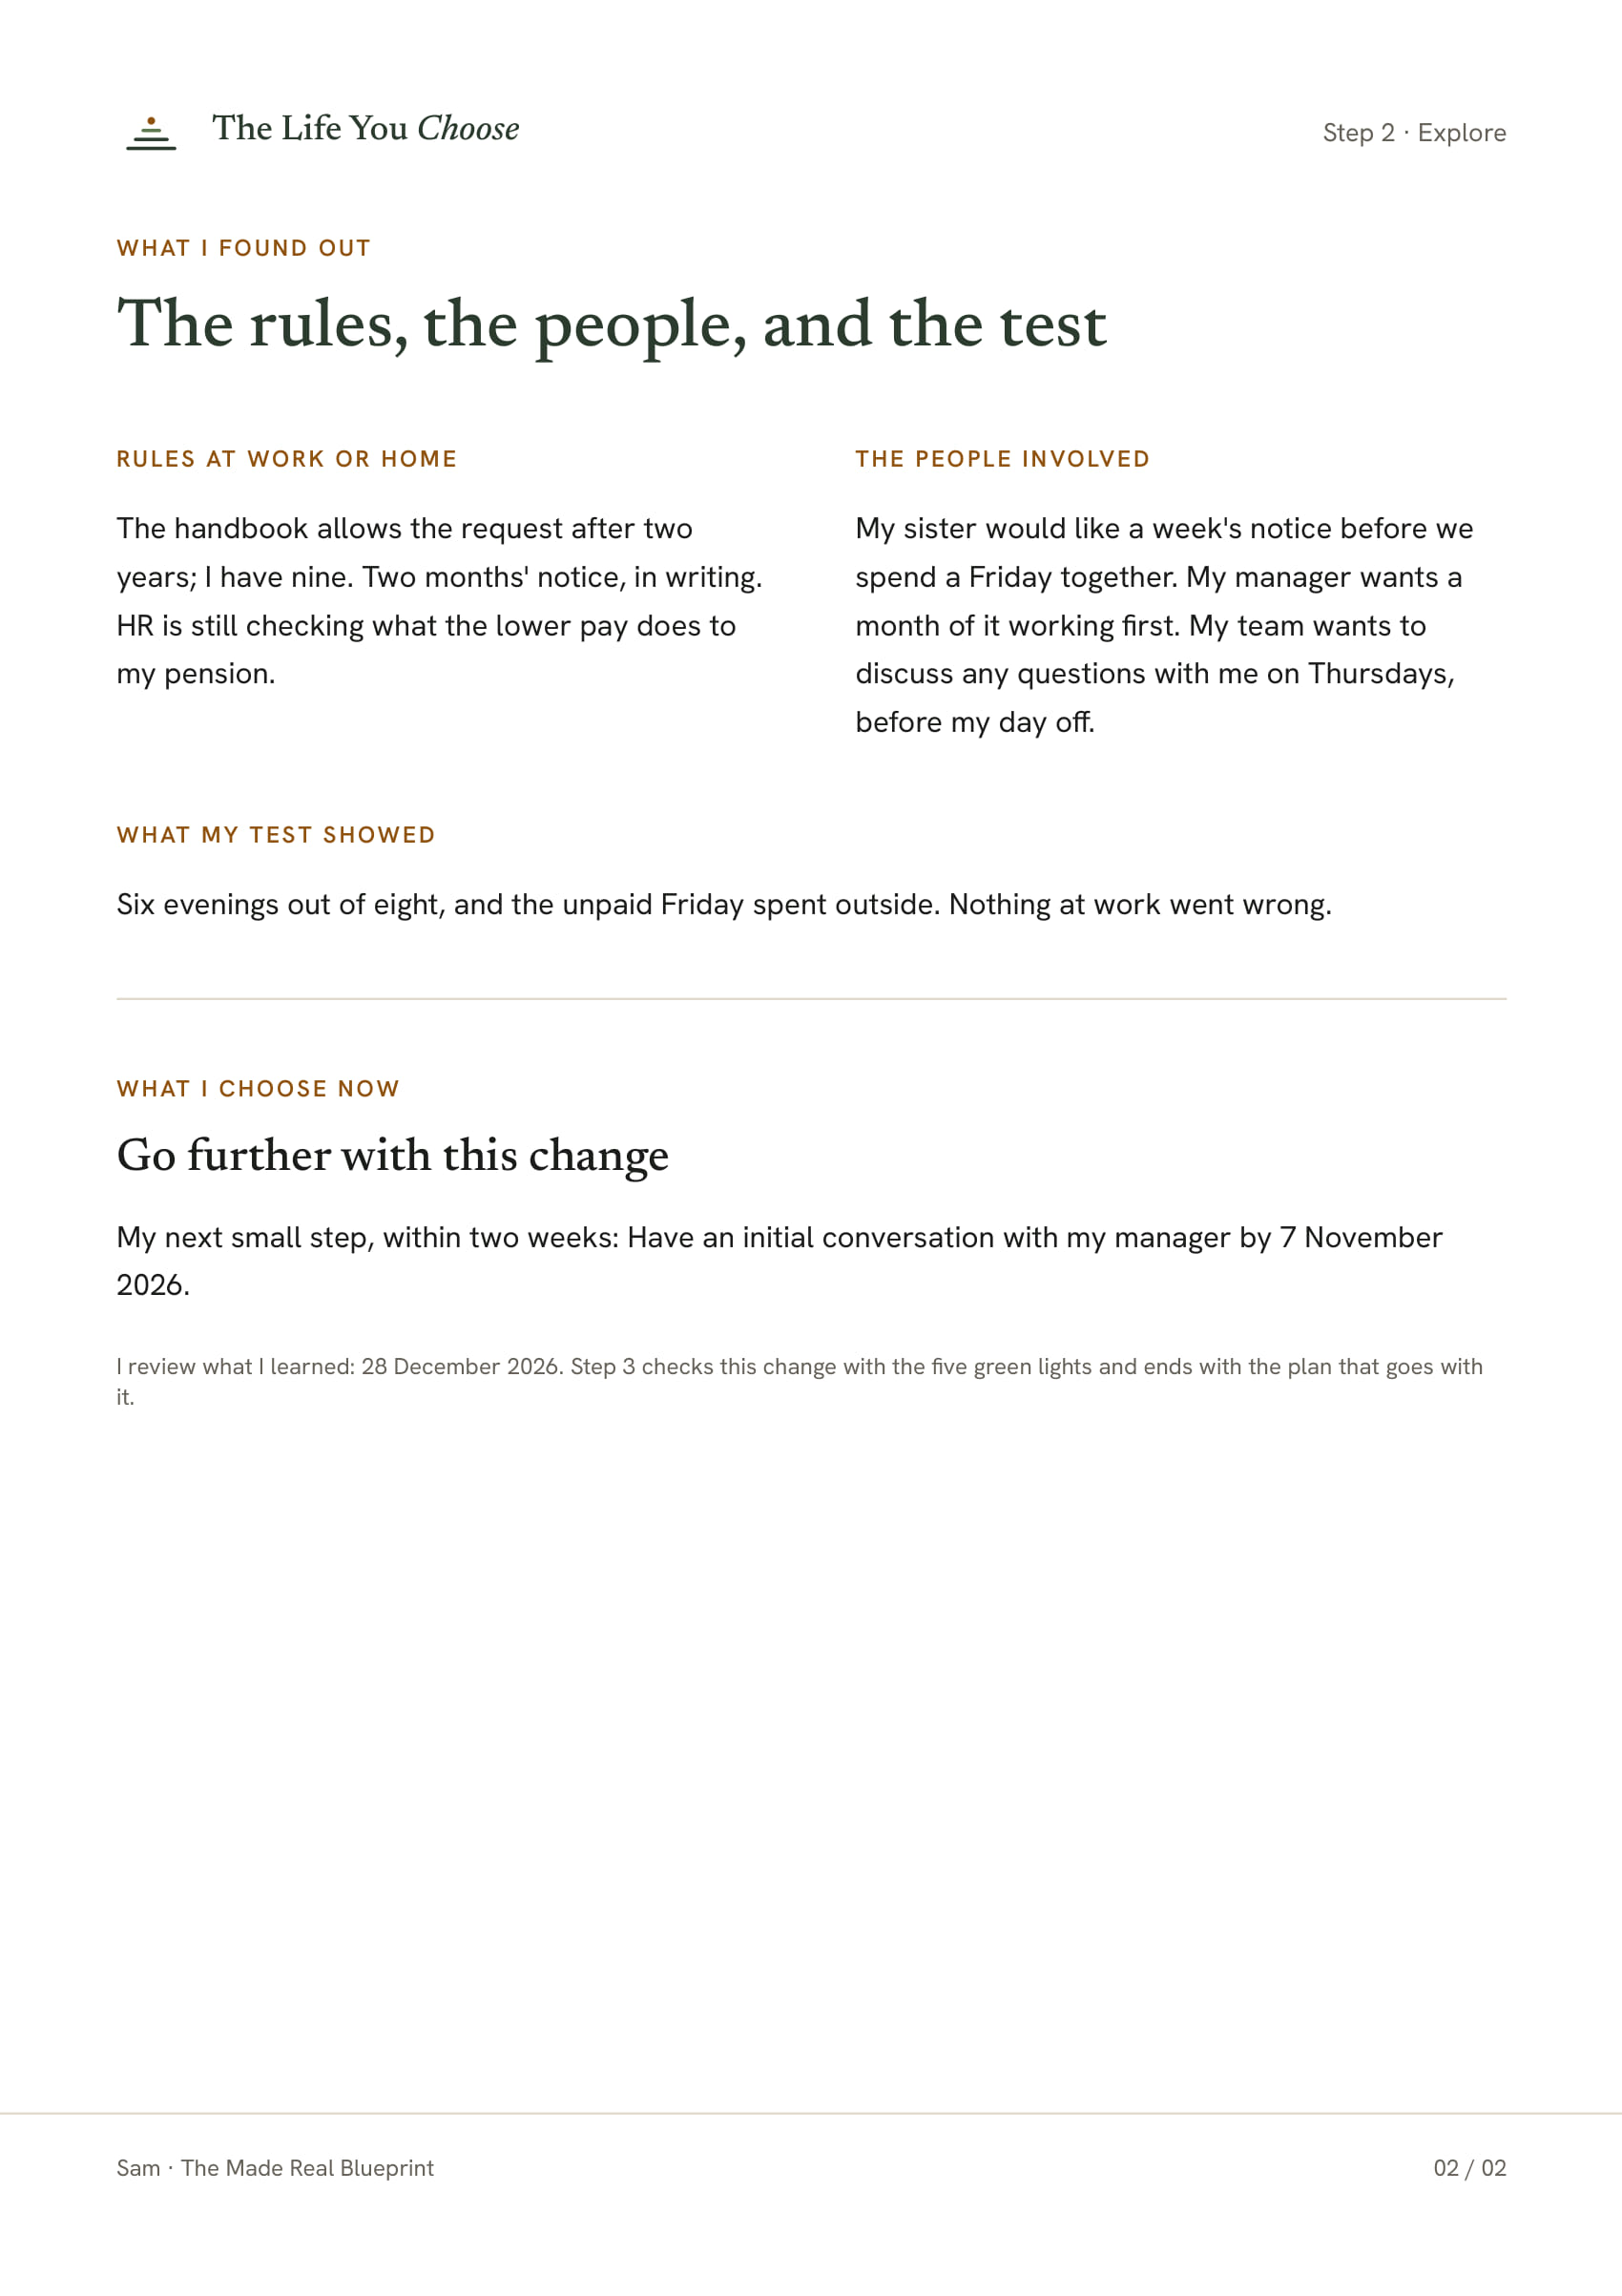 The Life You Choose
Step 2 · Explore
WHAT I FOUND OUT
The rules, the people, and the test
RULES AT WORK OR HOME
The handbook allows the request after two
years; I have nine. Two months' notice, in writing.
HR is still checking what the lower pay does to
my pension.
THE PEOPLE INVOLVED
My sister would like a week's notice before we
spend a Friday together. My manager wants a
month of it working first. My team wants to
discuss any questions with me on Thursdays,
before my day off.
WHAT MY TEST SHOWED
Six evenings out of eight, and the unpaid Friday spent outside. Nothing at work went wrong.
WHAT I CHOOSE NOW
Go further with this change
My next small step, within two weeks: Have an initial conversation with my manager by 7 November
2026.
I review what I learned: 28 December 2026. Step 3 checks this change with the five green lights and ends with the plan that goes with
it.
Sam · The Made Real Blueprint
02 / 02